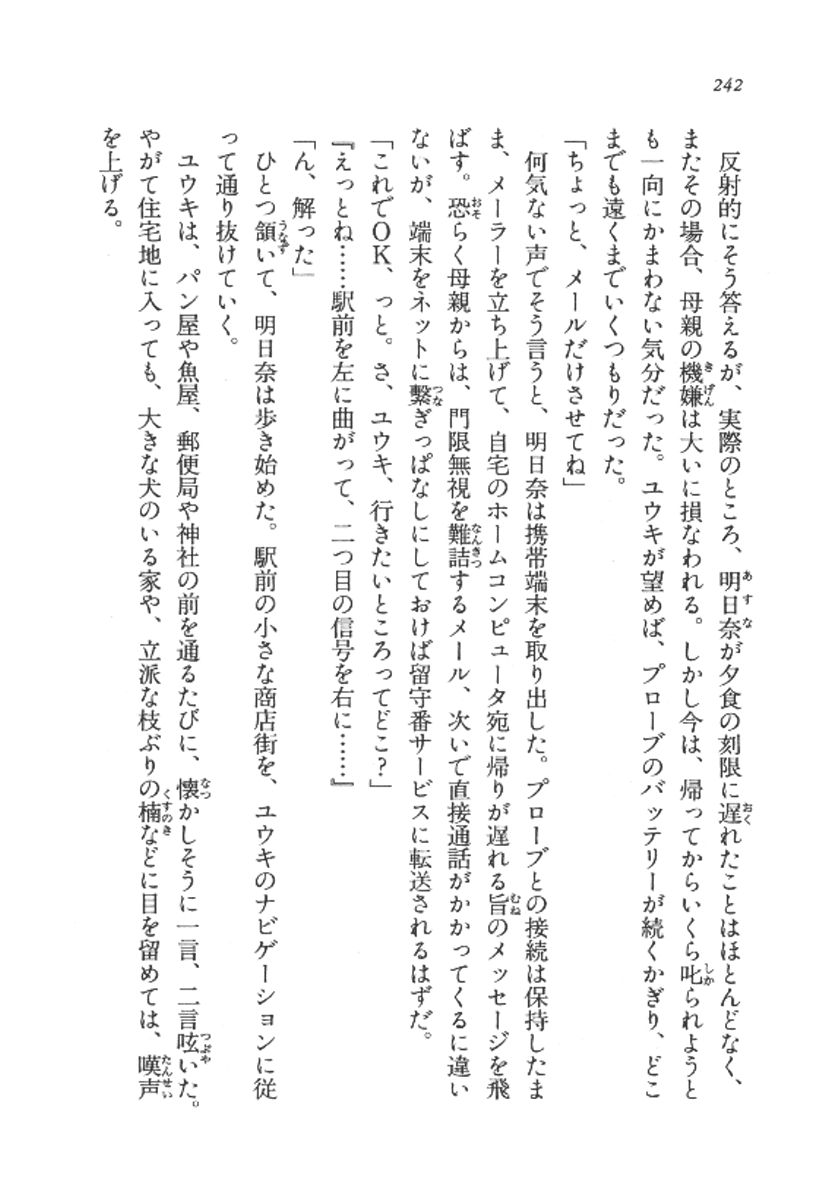 242
　反射的にそう答えるが、実際のところ、明日奈が夕食の刻限に遅れたことはほとんどなく、
またその場合、母親の機嫌は大いに損なわれる。しかし今は、帰ってからいくら叱られようと
も一向にかまわない気分だった。ユウキが望めば、プローブのバッテリーが続くかぎり、どこ
までも遠くまでいくつもりだった。
「ちょっと、メールだけさせてね」
　何気ない声でそう言うと、明日奈は携帯端末を取り出した。プローブとの接続は保持したま
ま、メーラーを立ち上げて、自宅のホームコンピュータ宛に帰りが遅れる旨のメッセージを飛
ばす。恐らく母親からは、門限無視を難詰するメール、次いで直接通話がかかってくるに違い
ないが、端末をネットに繋ぎっぱなしにしておけば留守番サービスに転送されるはずだ。
「これでOK、っと。さ、ユウキ、行きたいところってどこ?」
『えっとね……駅前を左に曲がって、二つ目の信号を右に……』
「ん、解った」
　ひとつ頷いて、明日奈は歩き始めた。駅前の小さな商店街を、ユウキのナビゲーションに従
って通り抜けていく。
　ユウキは、パン屋や魚屋、郵便局や神社の前を通るたびに、懐かしそうに一言、二言呟いた。
やがて住宅地に入っても、大きな犬のいる家や、立派な枝ぶりの楠などに目を留めては、嘆声
を上げる。